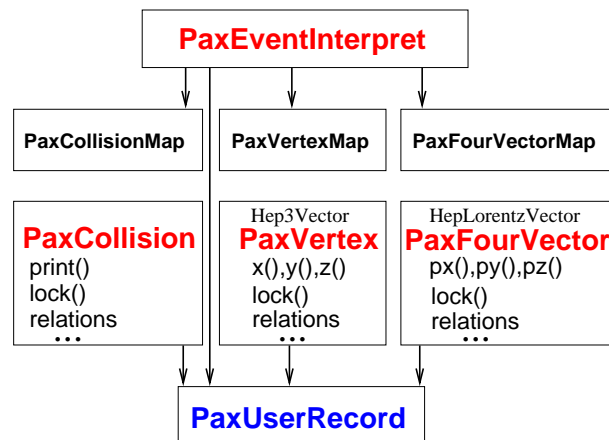 PaxEventInterpret
PaxCollisionMap
PaxVertexMap
PaxFourVectorMap
PaxCollision
print()
lock()
relations
...
Hep3Vector
PaxVertex
x(),y(),z()
lock()
relations
...
HepLorentzVector
PaxFourVector
px(),py(),pz()
lock()
relations
...
PaxUserRecord